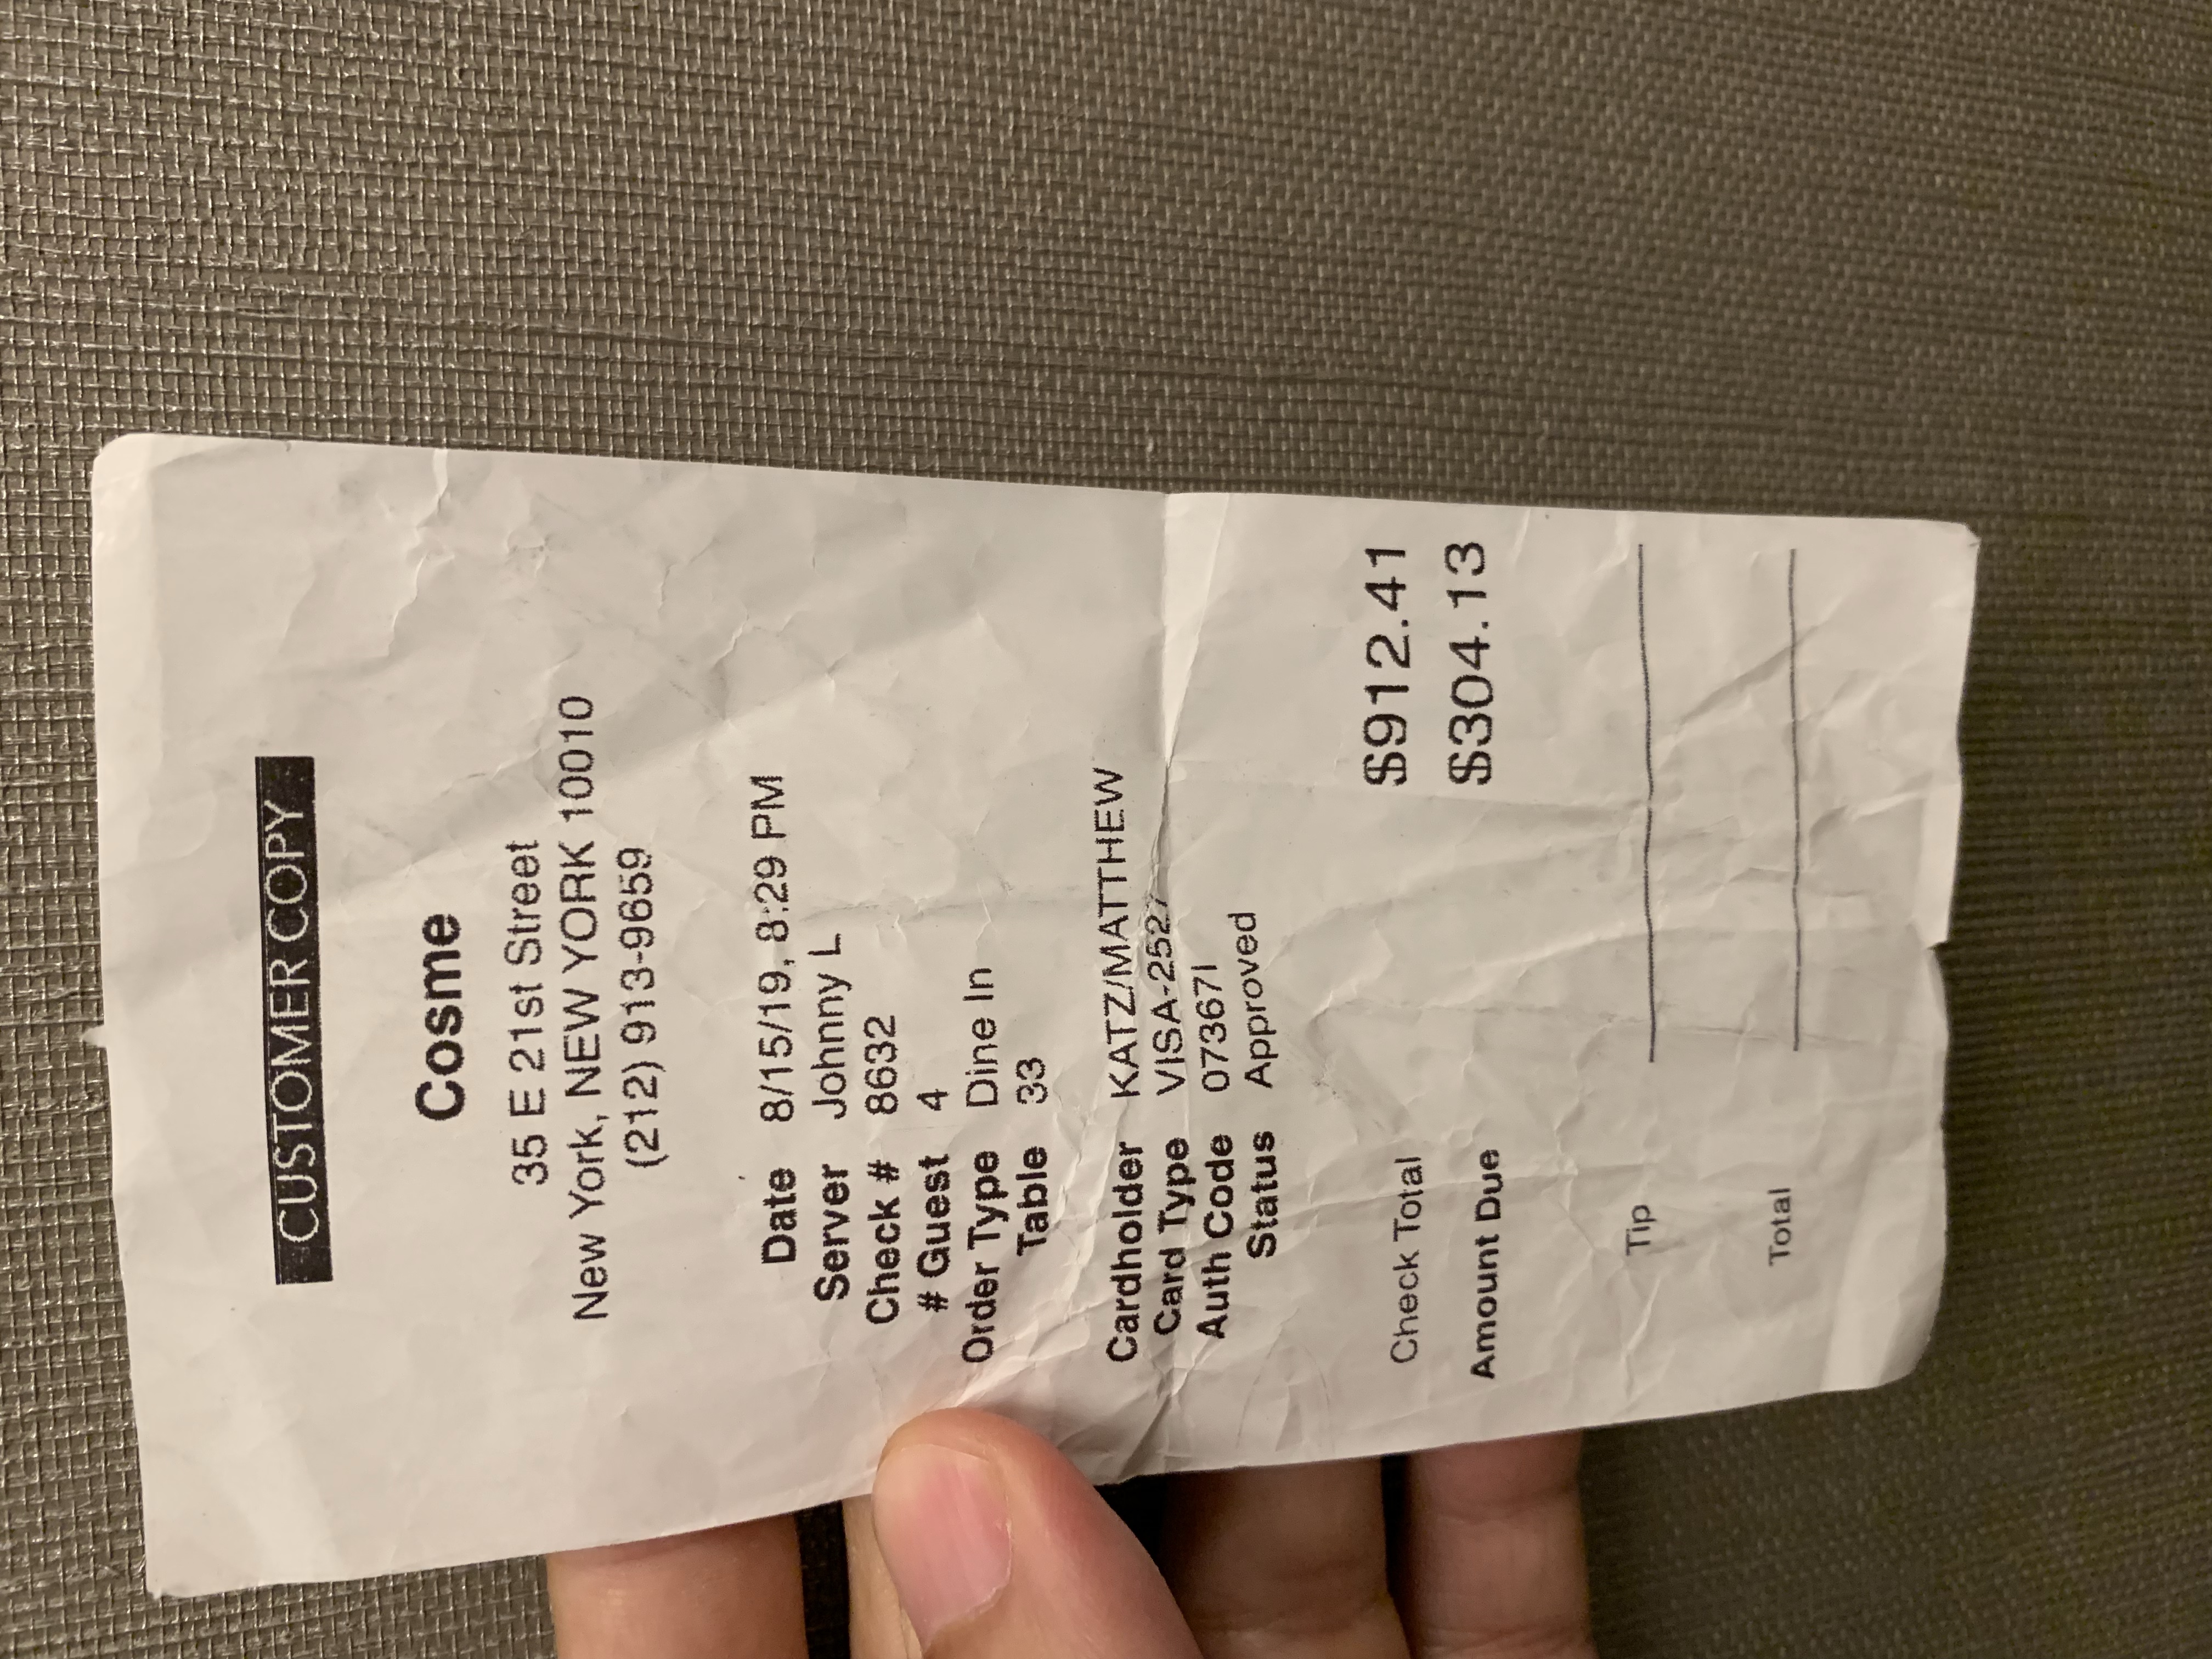 CUSTOMER COPY
Cosme
35 E 21st Street
New York, NEW YORK 10010
(212) 913-9659
Date 8/15/19, 8:29 PM
Server Johnny L
Check # 8632
# Guest 4
Order Type Dine In
Table 33
Cardholder KATZ/MATTHEW
Card Type VISA-2527
Auth Code 07367I
Status Approved
Check Total $912.41
Amount Due $304.13
Tip
Total